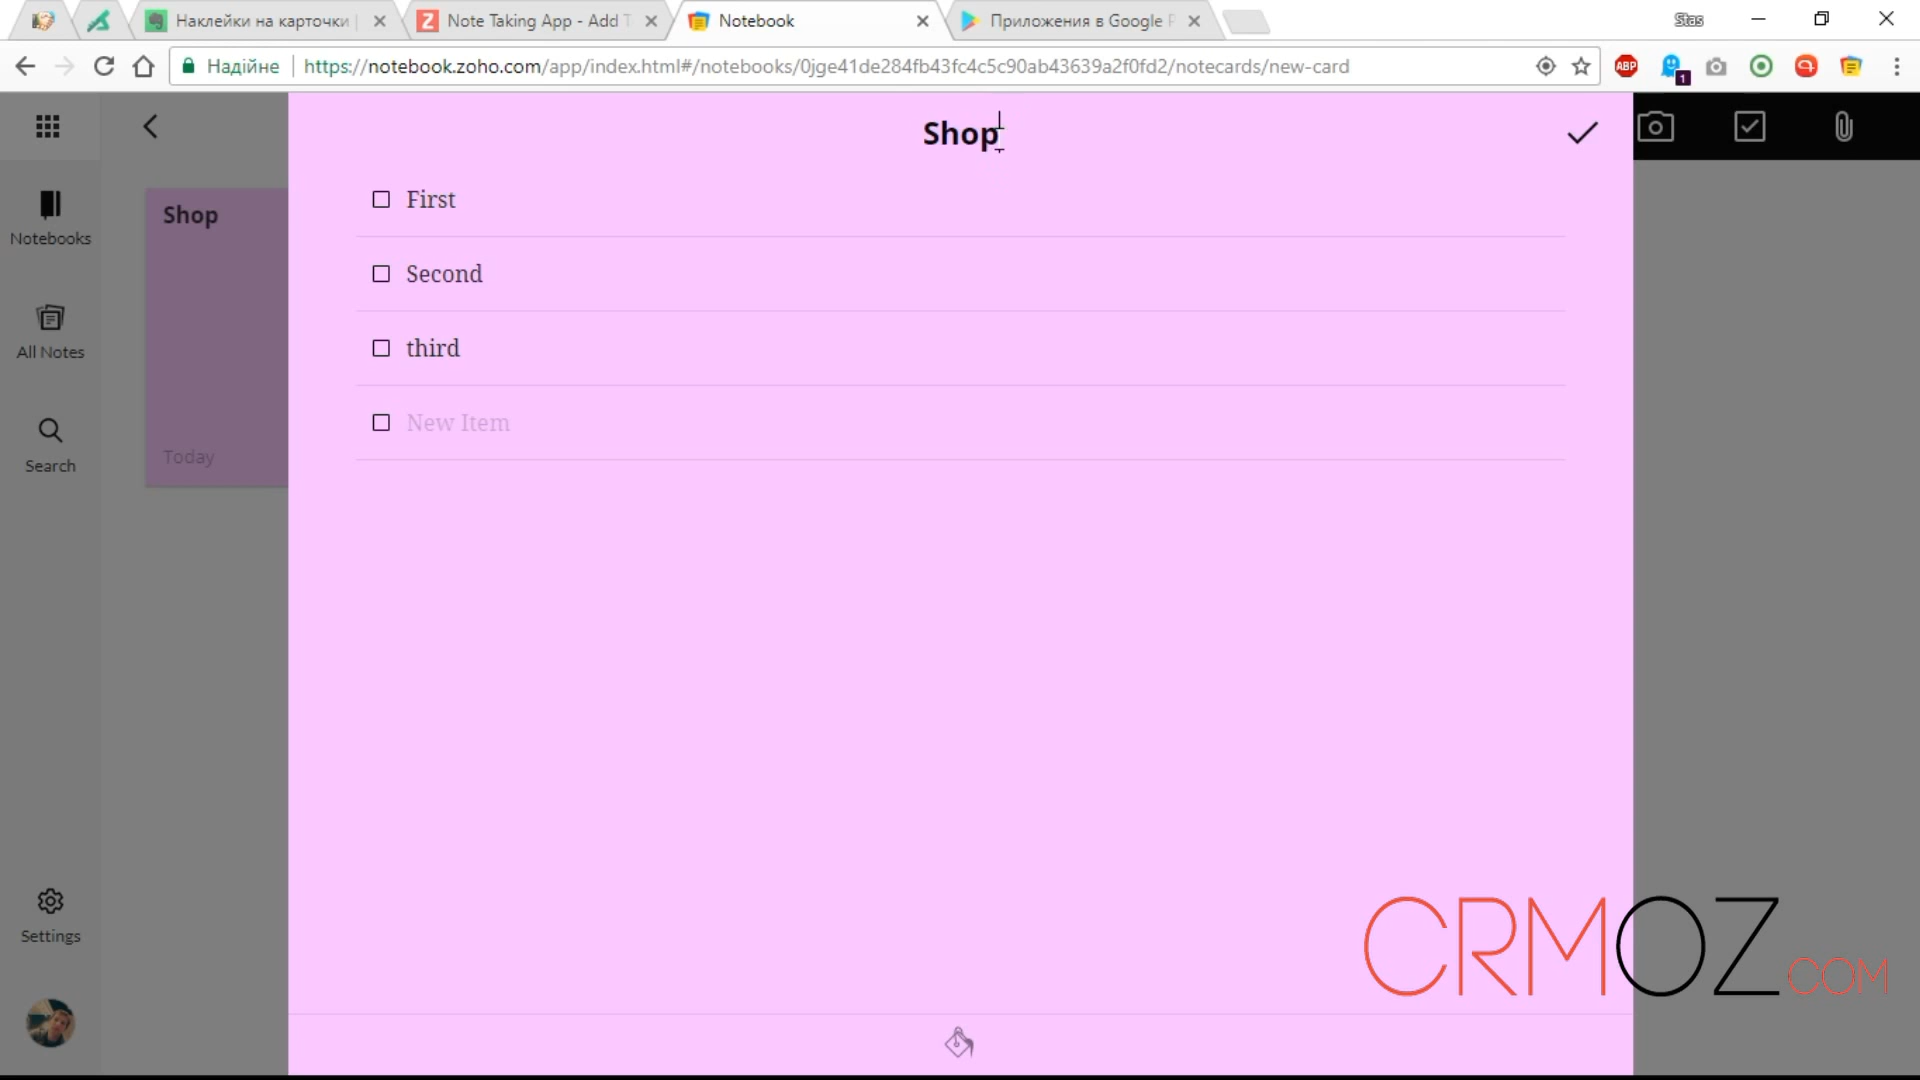 Наклейки на карточки
Note Taking App - Add T
Notebook
Приложения в Google P
Stas
Надійне
https://notebook.zoho.com/app/index.html#/notebooks/0jge41de284fb43fc4c5c90ab43639a2f0fd2/notecards/new-card
ABP
1
Shop
First
Second
third
New Item
Notebooks
All Notes
Search
Settings
Shop
Today
CRMOZ.COM